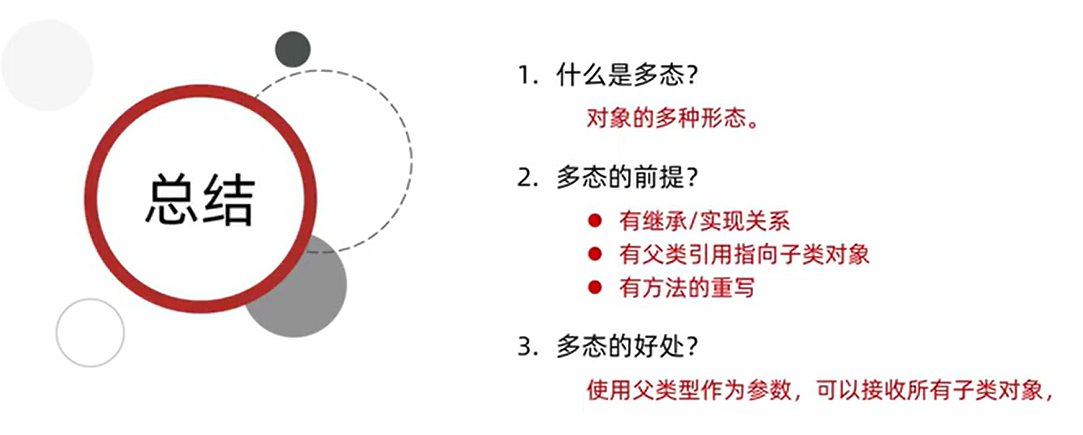 总结
1. 什么是多态？
对象的多种形态。
2. 多态的前提？
● 有继承/实现关系
● 有父类引用指向子类对象
● 有方法的重写
3. 多态的好处？
使用父类型作为参数，可以接收所有子类对象，